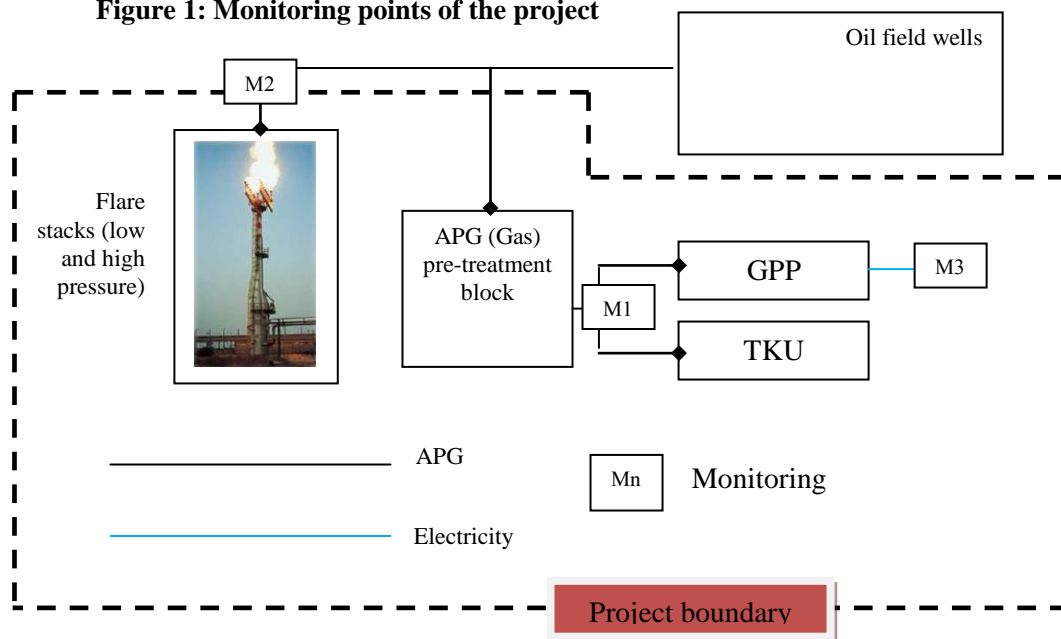 Figure 1: Monitoring points of the project
Oil field wells
M2
Flare
stacks (low
and high
pressure)
APG (Gas)
pre-treatment
block
M1
GPP
M3
TKU
APG
Mn
Monitoring
Electricity
Project boundary